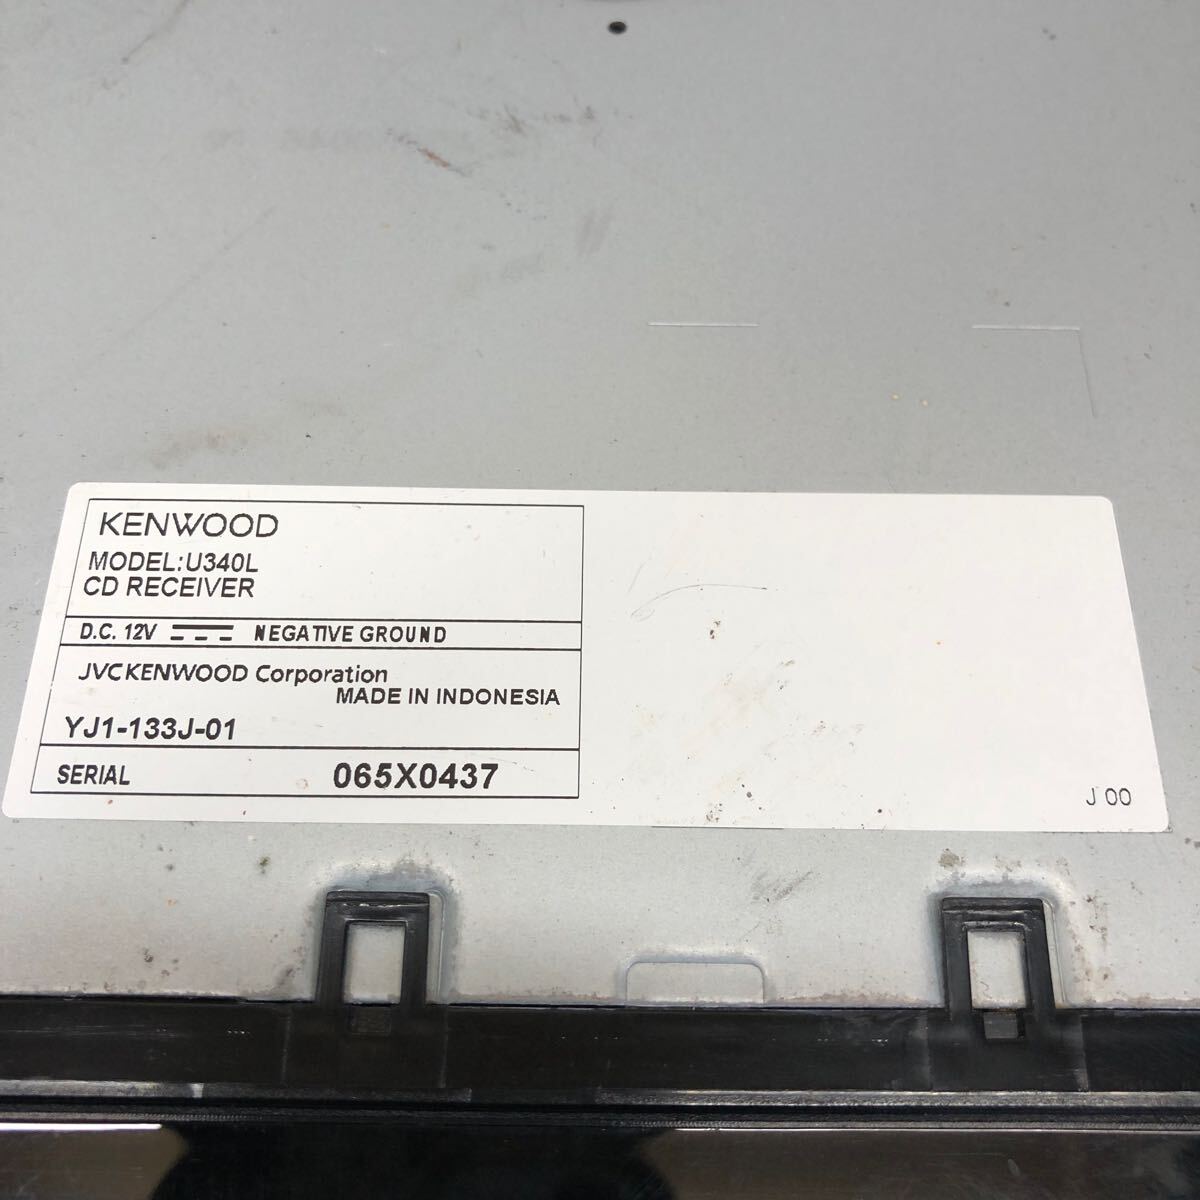 KENWOOD
MODEL:U340L
CD RECEIVER
D.C. 12V NEGATIVE GROUND
JVCKENWOOD Corporation
MADE IN INDONESIA
YJ1-133J-01
SERIAL 065X0437
J 00